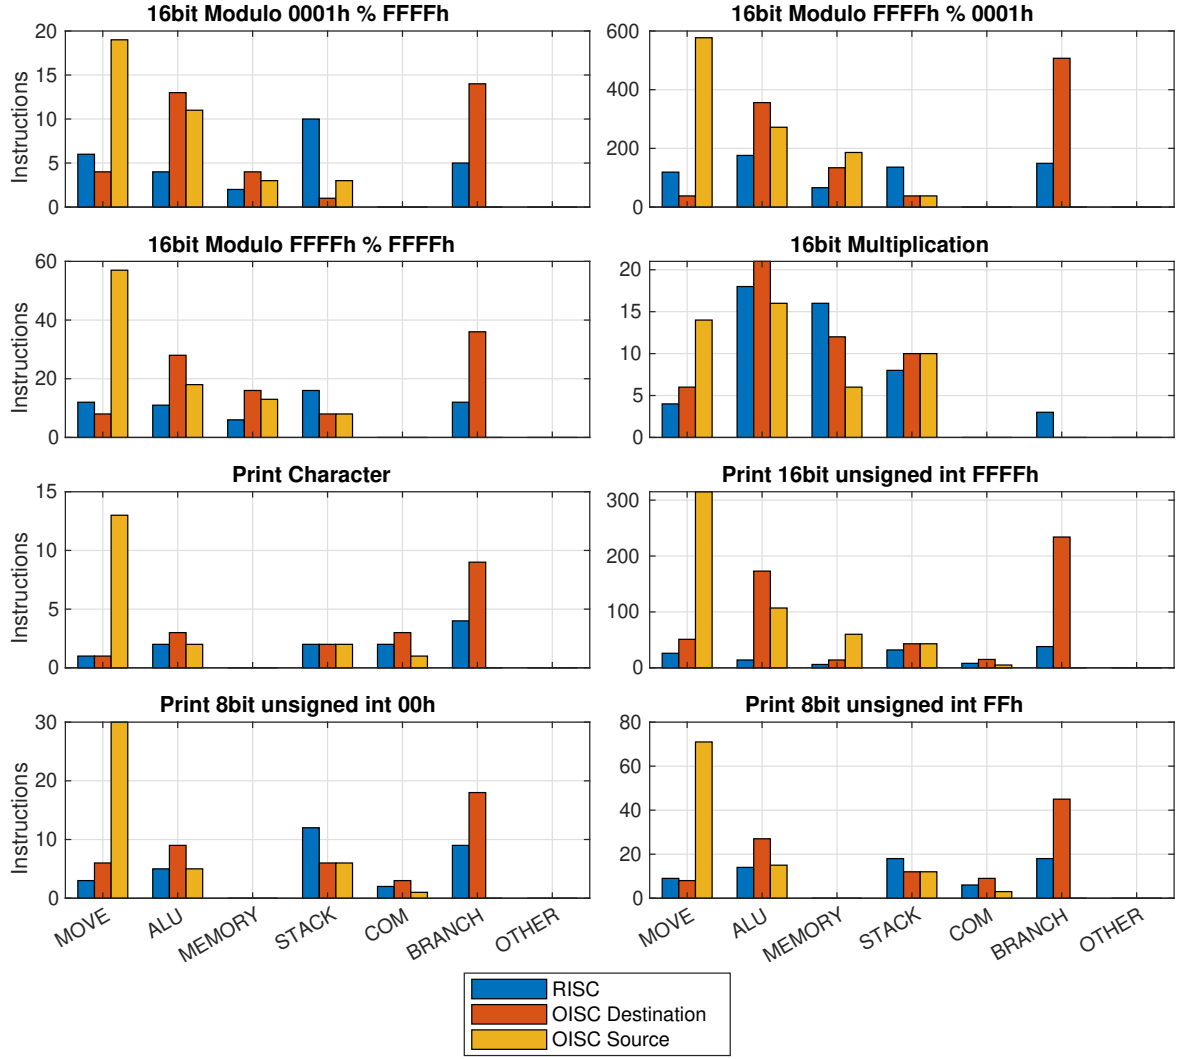 16bit Modulo 0001h % FFFFh
20
15
10
5
0
Instructions
16bit Modulo FFFFh % 0001h
600
400
200
0
16bit Modulo FFFFh % FFFFh
60
40
20
0
Instructions
16bit Multiplication
20
15
10
5
0
Print Character
15
10
5
0
Instructions
Print 16bit unsigned int FFFFh
300
200
100
0
Print 8bit unsigned int 00h
30
20
10
0
Instructions
MOVE
ALU
MEMORY
STACK
COM
BRANCH
OTHER
Print 8bit unsigned int FFh
80
60
40
20
0
MOVE
ALU
MEMORY
STACK
COM
BRANCH
OTHER
RISC
OISC Destination
OISC Source